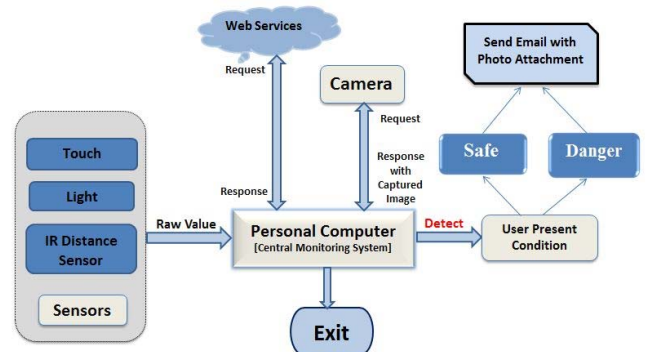 Web Services
Request
Response
Camera
Request
Response
with
Captured
Image
Send Email with
Photo Attachment
Safe
Danger
Touch
Light
IR Distance
Sensor
Sensors
Raw Value
Personal Computer
[Central Monitoring System]
Detect
User Present
Condition
Exit